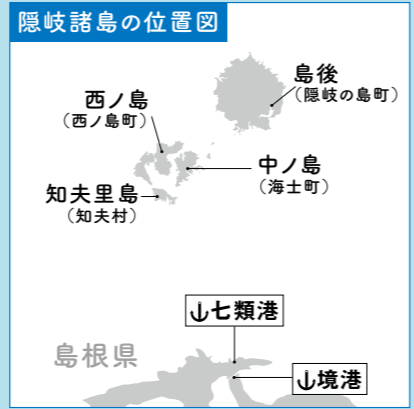 隠岐諸島の位置図
島後
(隠岐の島町)
西ノ島
(西ノ島町)
中ノ島
(海士町)
知夫里島
(知夫村)
七類港
島根県
境港